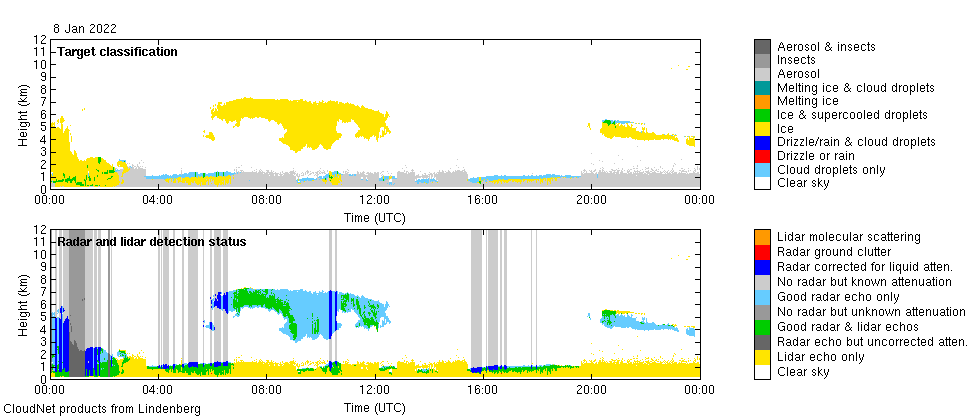 8 Jan 2022
Target classification
Height (km)
12
11
10
9
8
7
6
5
4
3
2
1
0
00:00 04:00 08:00 12:00 16:00 20:00 00:00
Time (UTC)
Aerosol & insects
Insects
Aerosol
Melting ice & cloud droplets
Melting ice
Ice & supercooled droplets
Ice
Drizzle/rain & cloud droplets
Drizzle or rain
Cloud droplets only
Clear sky
Radar and lidar detection status
Height (km)
12
11
10
9
8
7
6
5
4
3
2
1
0
00:00 04:00 08:00 12:00 16:00 20:00 00:00
Time (UTC)
Lidar molecular scattering
Radar ground clutter
Radar corrected for liquid atten.
No radar but known attenuation
Good radar echo only
No radar but unknown attenuation
Good radar & lidar echos
Radar echo but uncorrected atten.
Lidar echo only
Clear sky
CloudNet products from Lindenberg